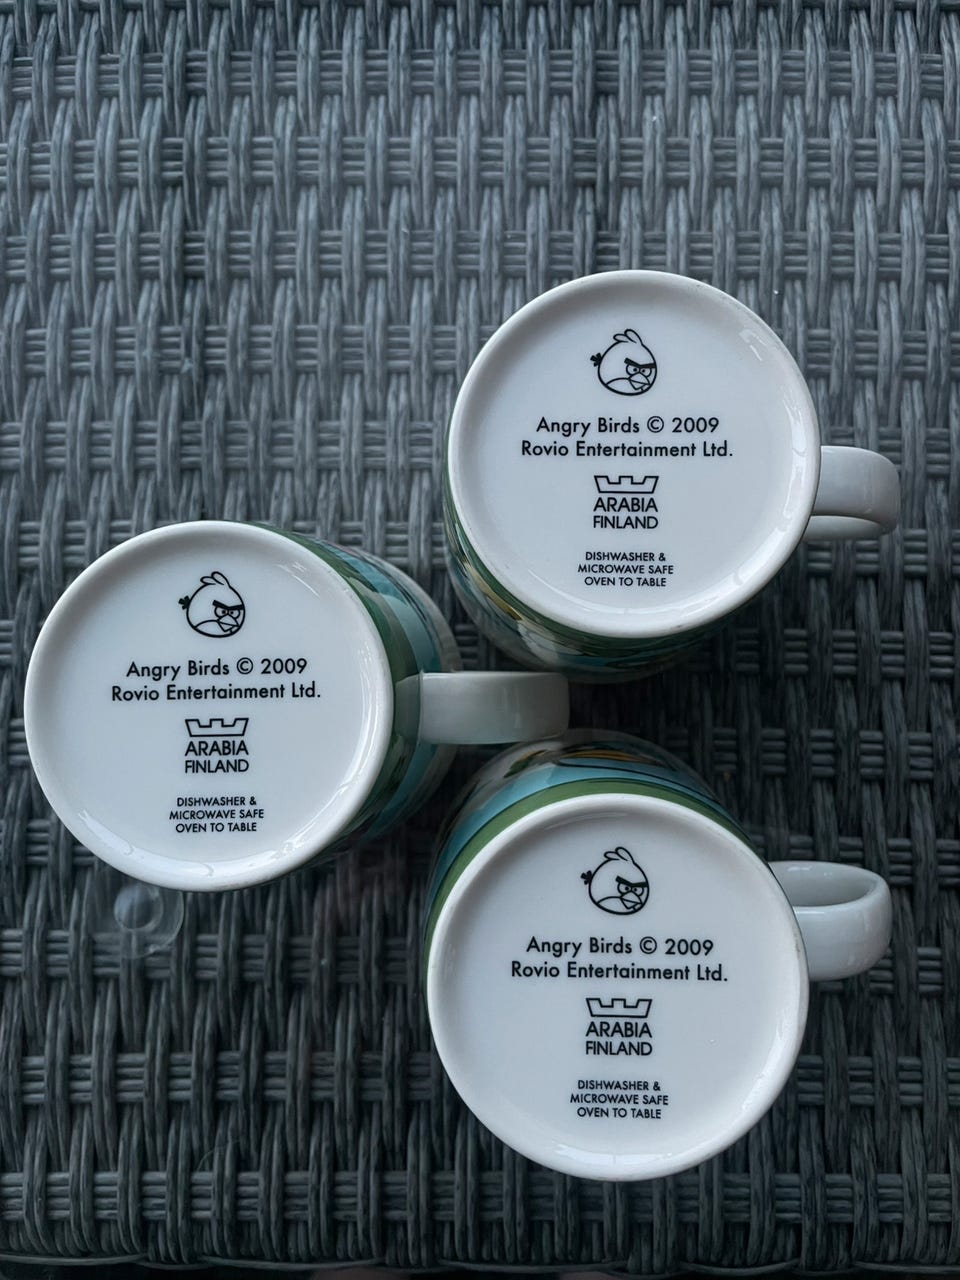 Angry Birds © 2009
Rovio Entertainment Ltd.
ARABIA
FINLAND
DISHWASHER &
MICROWAVE SAFE
OVEN TO TABLE
Angry Birds © 2009
Rovio Entertainment Ltd.
ARABIA
FINLAND
DISHWASHER &
MICROWAVE SAFE
OVEN TO TABLE
Angry Birds © 2009
Rovio Entertainment Ltd.
ARABIA
FINLAND
DISHWASHER &
MICROWAVE SAFE
OVEN TO TABLE